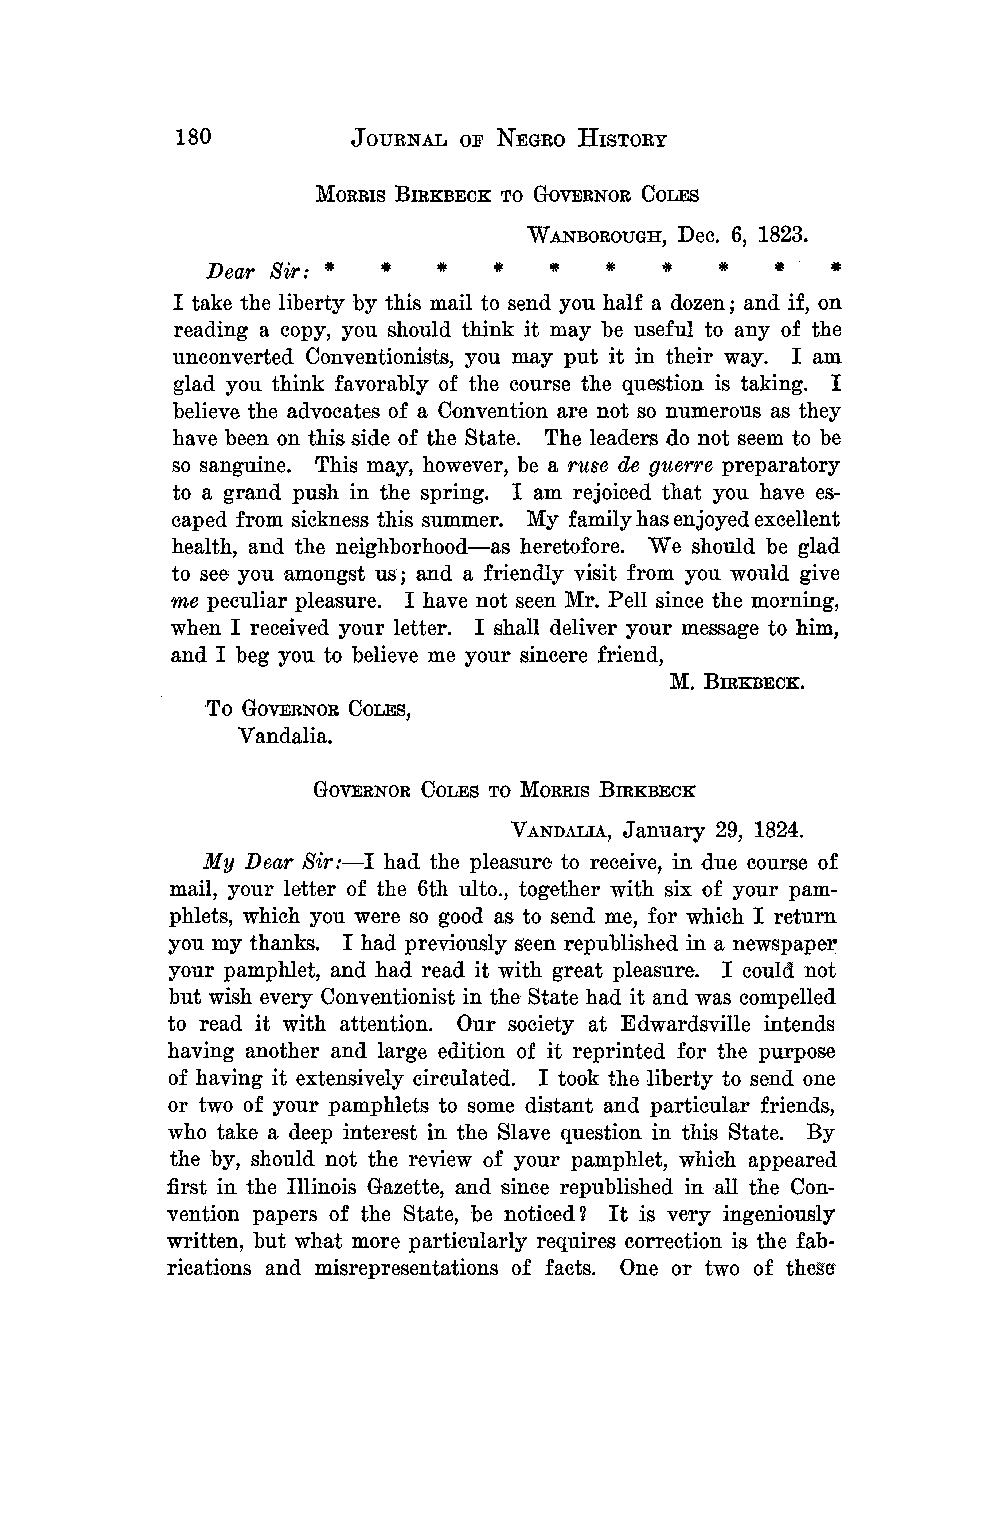 180 JOURNAL OF NEGRO HISTORY
MORRIS BIRKBECK TO GOVERNOR COLES
WANBOROUGH, Dec. 6, 1823.
Dear Sir: * * * * * * * * * *
I take the liberty by this mail to send you half a dozen; and if, on
reading a copy, you should think it may be useful to any of the
unconverted Conventionists, you may put it in their way. I am
glad you think favorably of the course the question is taking. I
believe the advocates of a Convention are not so numerous as they
have been on this side of the State. The leaders do not seem to be
so sanguine. This may, however, be a ruse de guerre preparatory
to a grand push in the spring. I am rejoiced that you have es-
caped from sickness this summer. My family has enjoyed excellent
health, and the neighborhood—as heretofore. We should be glad
to see you amongst us; and a friendly visit from you would give
me peculiar pleasure. I have not seen Mr. Pell since the morning,
when I received your letter. I shall deliver your message to him,
and I beg you to believe me your sincere friend,
M. BIRKBECK.
To GOVERNOR COLES,
Vandalia.
GOVERNOR COLES TO MORRIS BIRKBECK
VANDALIA, January 29, 1824.
My Dear Sir:—I had the pleasure to receive, in due course of
mail, your letter of the 6th ulto., together with six of your pam-
phlets, which you were so good as to send me, for which I return
you my thanks. I had previously seen republished in a newspaper
your pamphlet, and had read it with great pleasure. I could not
but wish every Conventionist in the State had it and was compelled
to read it with attention. Our society at Edwardsville intends
having another and large edition of it reprinted for the purpose
of having it extensively circulated. I took the liberty to send one
or two of your pamphlets to some distant and particular friends,
who take a deep interest in the Slave question in this State. By
the by, should not the review of your pamphlet, which appeared
first in the Illinois Gazette, and since republished in all the Con-
vention papers of the State, be noticed? It is very ingeniously
written, but what more particularly requires correction is the fab-
rications and misrepresentations of facts. One or two of these